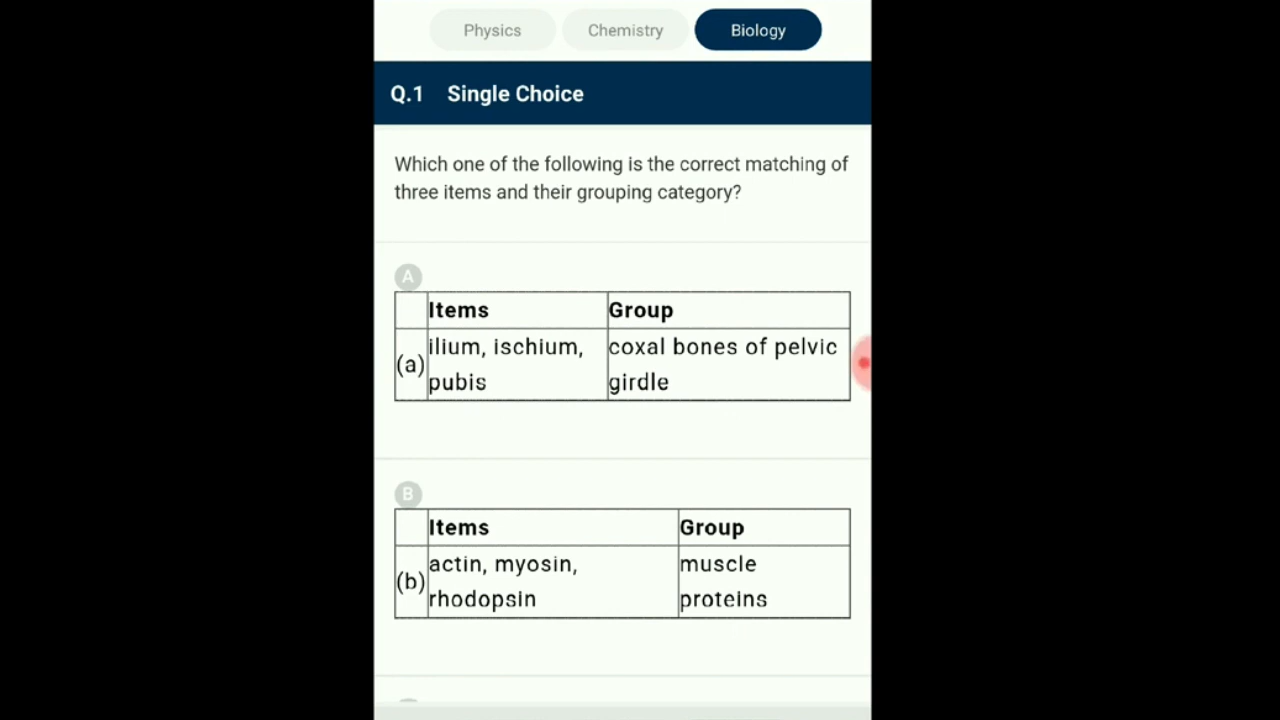 Physics Chemistry Biology
Q.1 Single Choice
Which one of the following is the correct matching of
three items and their grouping category?
A
Items Group
(a) ilium, ischium, pubis coxal bones of pelvic girdle
B
Items Group
(b) actin, myosin, rhodopsin muscle proteins